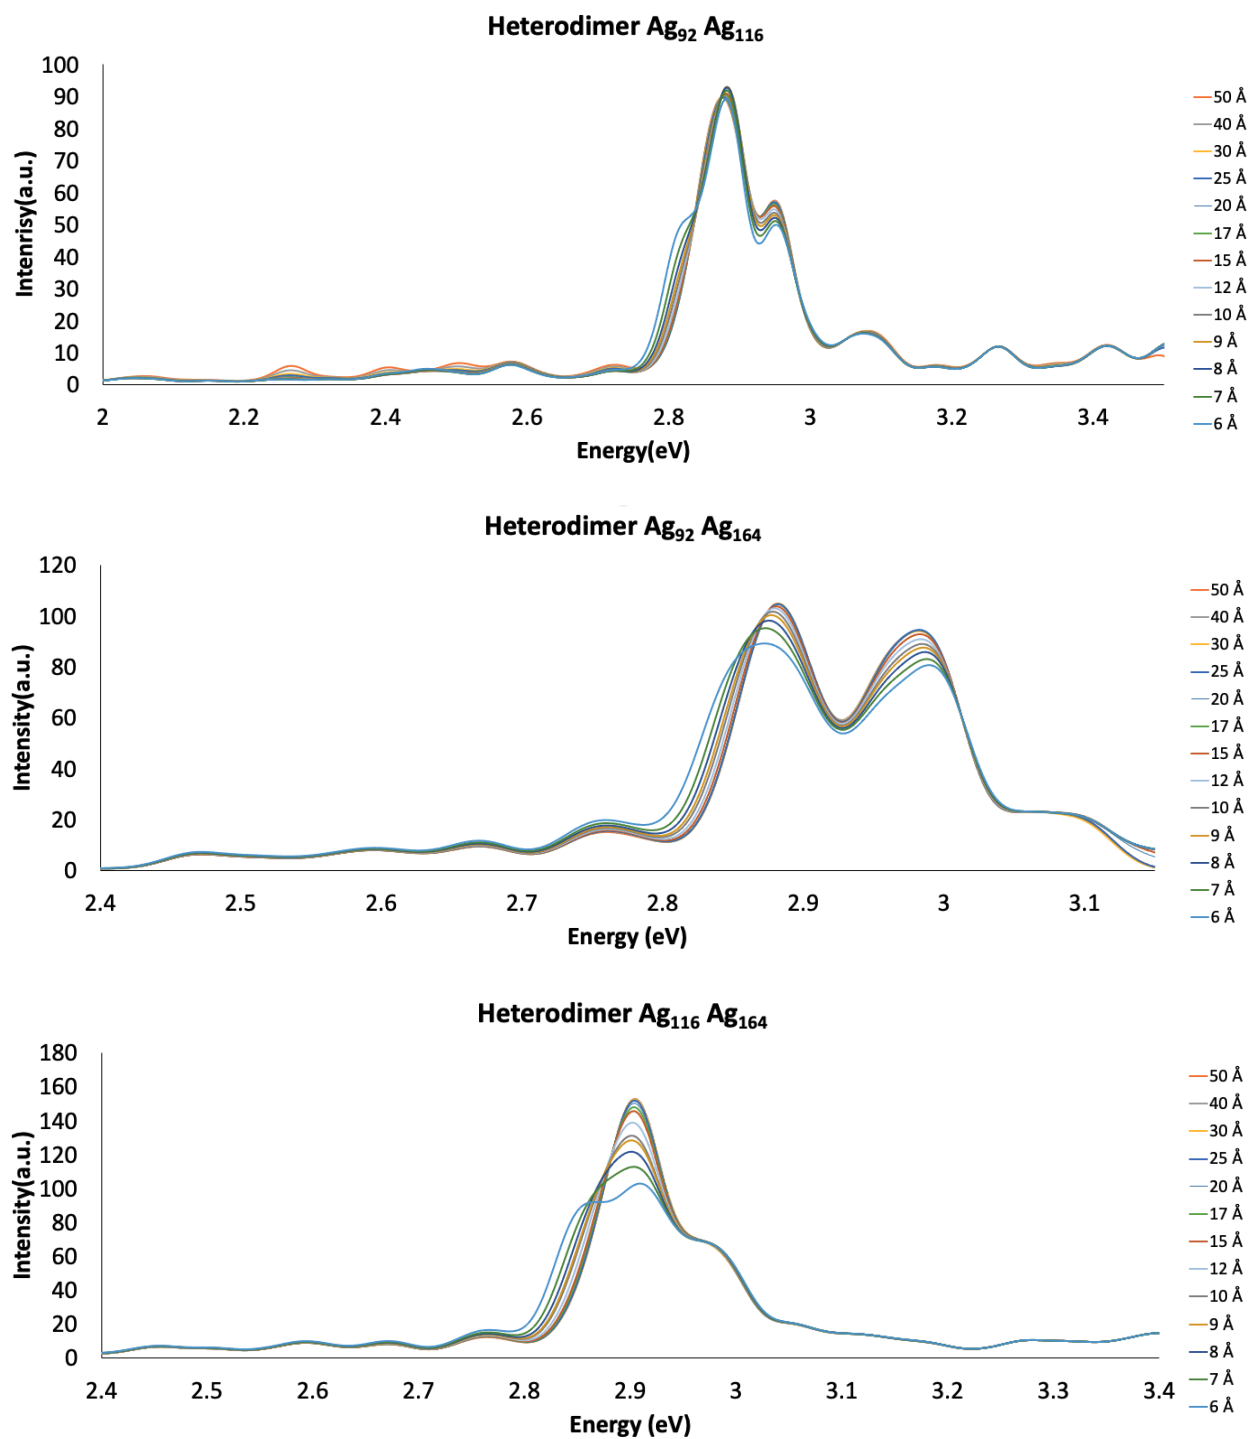 Heterodimer Ag₉₂ Ag₁₁₆
100
90
80
70
60
50
40
30
20
10
0
Intenrisy(a.u.)
2 2.2 2.4 2.6 2.8 3 3.2 3.4
Energy(eV)
50 Å
40 Å
30 Å
25 Å
20 Å
17 Å
15 Å
12 Å
10 Å
9 Å
8 Å
7 Å
6 Å
Heterodimer Ag₉₂ Ag₁₆₄
120
100
80
60
40
20
0
Intensity(a.u.)
2.4 2.5 2.6 2.7 2.8 2.9 3 3.1
Energy (eV)
50 Å
40 Å
30 Å
25 Å
20 Å
17 Å
15 Å
12 Å
10 Å
9 Å
8 Å
7 Å
6 Å
Heterodimer Ag₁₁₆ Ag₁₆₄
180
160
140
120
100
80
60
40
20
0
Intensity(a.u.)
2.4 2.5 2.6 2.7 2.8 2.9 3 3.1 3.2 3.3 3.4
Energy (eV)
50 Å
40 Å
30 Å
25 Å
20 Å
17 Å
15 Å
12 Å
10 Å
9 Å
8 Å
7 Å
6 Å